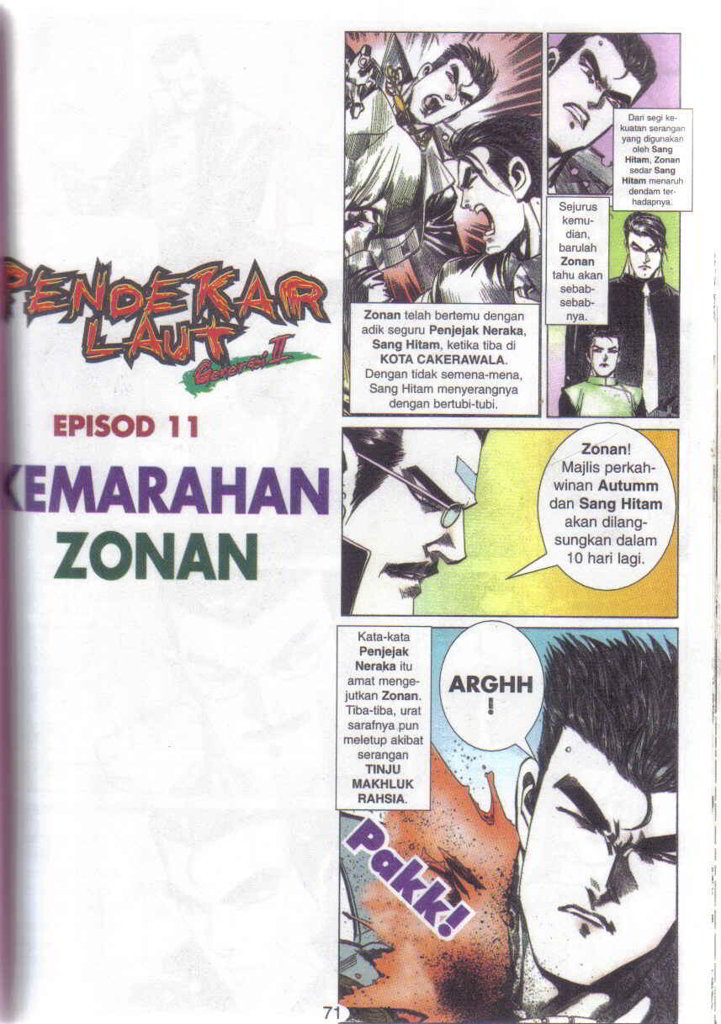 PENDEKAR
LAUT
Generasi II
EPISOD 11
KEMARAHAN
ZONAN
Zonan telah bertemu dengan
adik seguru Penjejak Neraka,
Sang Hitam, ketika tiba di
KOTA CAKERAWALA.
Dengan tidak semena-mena,
Sang Hitam menyerangnya
dengan bertubi-tubi.
Dari segi ke-
kuatan serangan
yang digunakan
oleh Sang
Hitam, Zonan
sedar Sang
Hitam menaruh
dendam ter-
hadapnya.
Sejurus
kemu-
dian,
barulah
Zonan
tahu akan
sebab-
sebab-
nya.
Zonan!
Majlis perkah-
winan Autumm
dan Sang Hitam
akan dilang-
sungkan dalam
10 hari lagi.
Kata-kata
Penjejak
Neraka itu
amat menge-
jutkan Zonan.
Tiba-tiba, urat
sarafnya pun
meletup akibat
serangan
TINJU
MAKHLUK
RAHSIA.
ARGHH
!
Pakk!
71